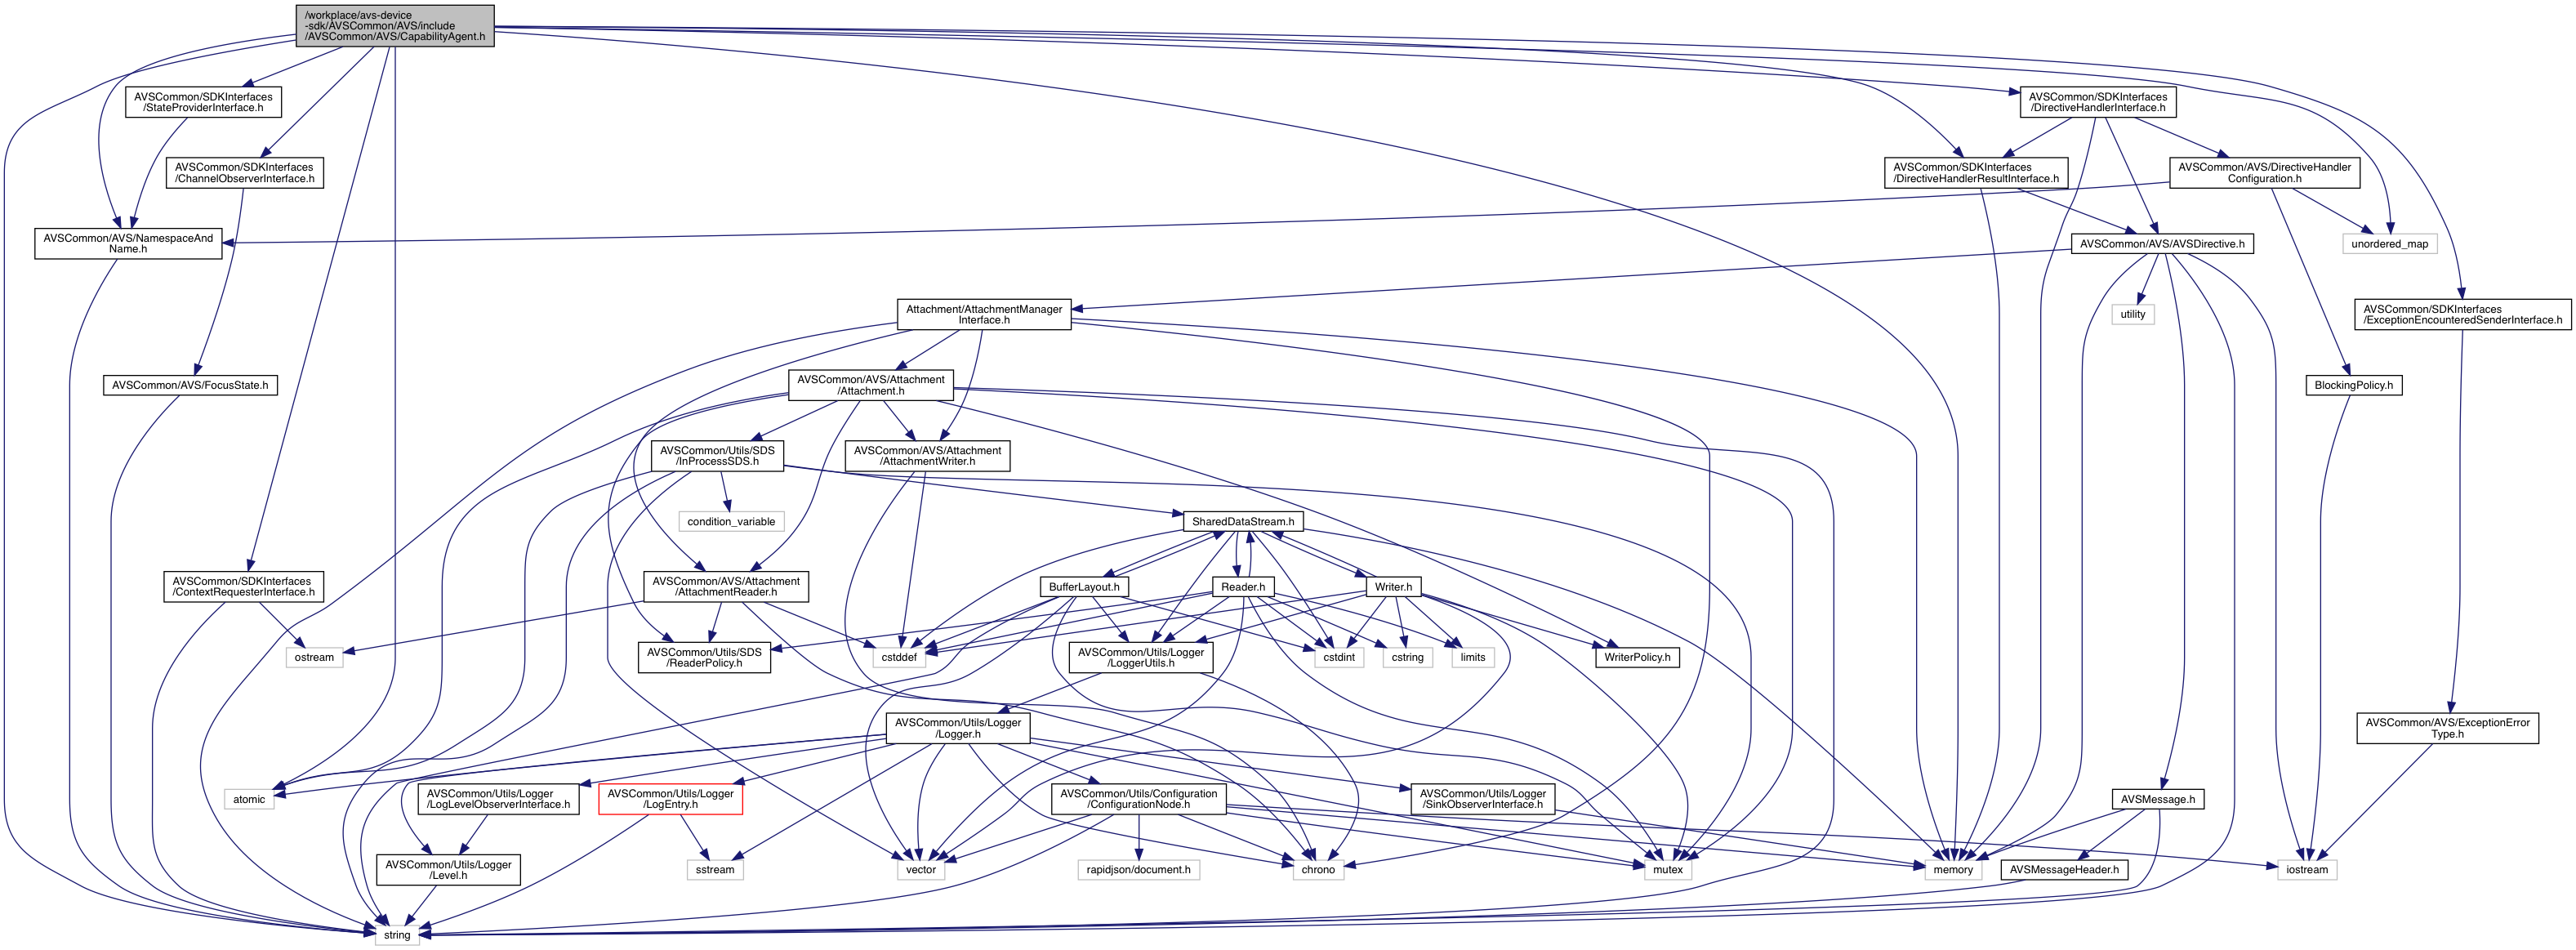 /workplace/avs-device
-sdk/AVSCommon/AVS/include
/AVSCommon/AVS/CapabilityAgent.h
AVSCommon/SDKInterfaces
/StateProviderInterface.h
AVSCommon/SDKInterfaces
/DirectiveHandlerInterface.h
AVSCommon/SDKInterfaces
/ChannelObserverInterface.h
AVSCommon/SDKInterfaces
/DirectiveHandlerResultInterface.h
AVSCommon/AVS/DirectiveHandler
Configuration.h
AVSCommon/AVS/NamespaceAnd
Name.h
AVSCommon/AVS/AVSDirective.h
unordered_map
Attachment/AttachmentManager
Interface.h
utility
AVSCommon/SDKInterfaces
/ExceptionEncounteredSenderInterface.h
AVSCommon/AVS/FocusState.h
AVSCommon/AVS/Attachment
/Attachment.h
BlockingPolicy.h
AVSCommon/Utils/SDS
/InProcessSDS.h
AVSCommon/AVS/Attachment
/AttachmentWriter.h
condition_variable
SharedDataStream.h
AVSCommon/SDKInterfaces
/ContextRequesterInterface.h
AVSCommon/AVS/Attachment
/AttachmentReader.h
BufferLayout.h
Reader.h
Writer.h
ostream
AVSCommon/Utils/SDS
/ReaderPolicy.h
cstddef
AVSCommon/Utils/Logger
/LoggerUtils.h
cstdint
cstring
limits
WriterPolicy.h
AVSCommon/Utils/Logger
/Logger.h
AVSCommon/AVS/ExceptionError
Type.h
atomic
AVSCommon/Utils/Logger
/LogLevelObserverInterface.h
AVSCommon/Utils/Logger
/LogEntry.h
AVSCommon/Utils/Configuration
/ConfigurationNode.h
AVSCommon/Utils/Logger
/SinkObserverInterface.h
AVSMessage.h
AVSCommon/Utils/Logger
/Level.h
sstream
vector
rapidjson/document.h
chrono
mutex
memory
AVSMessageHeader.h
iostream
string